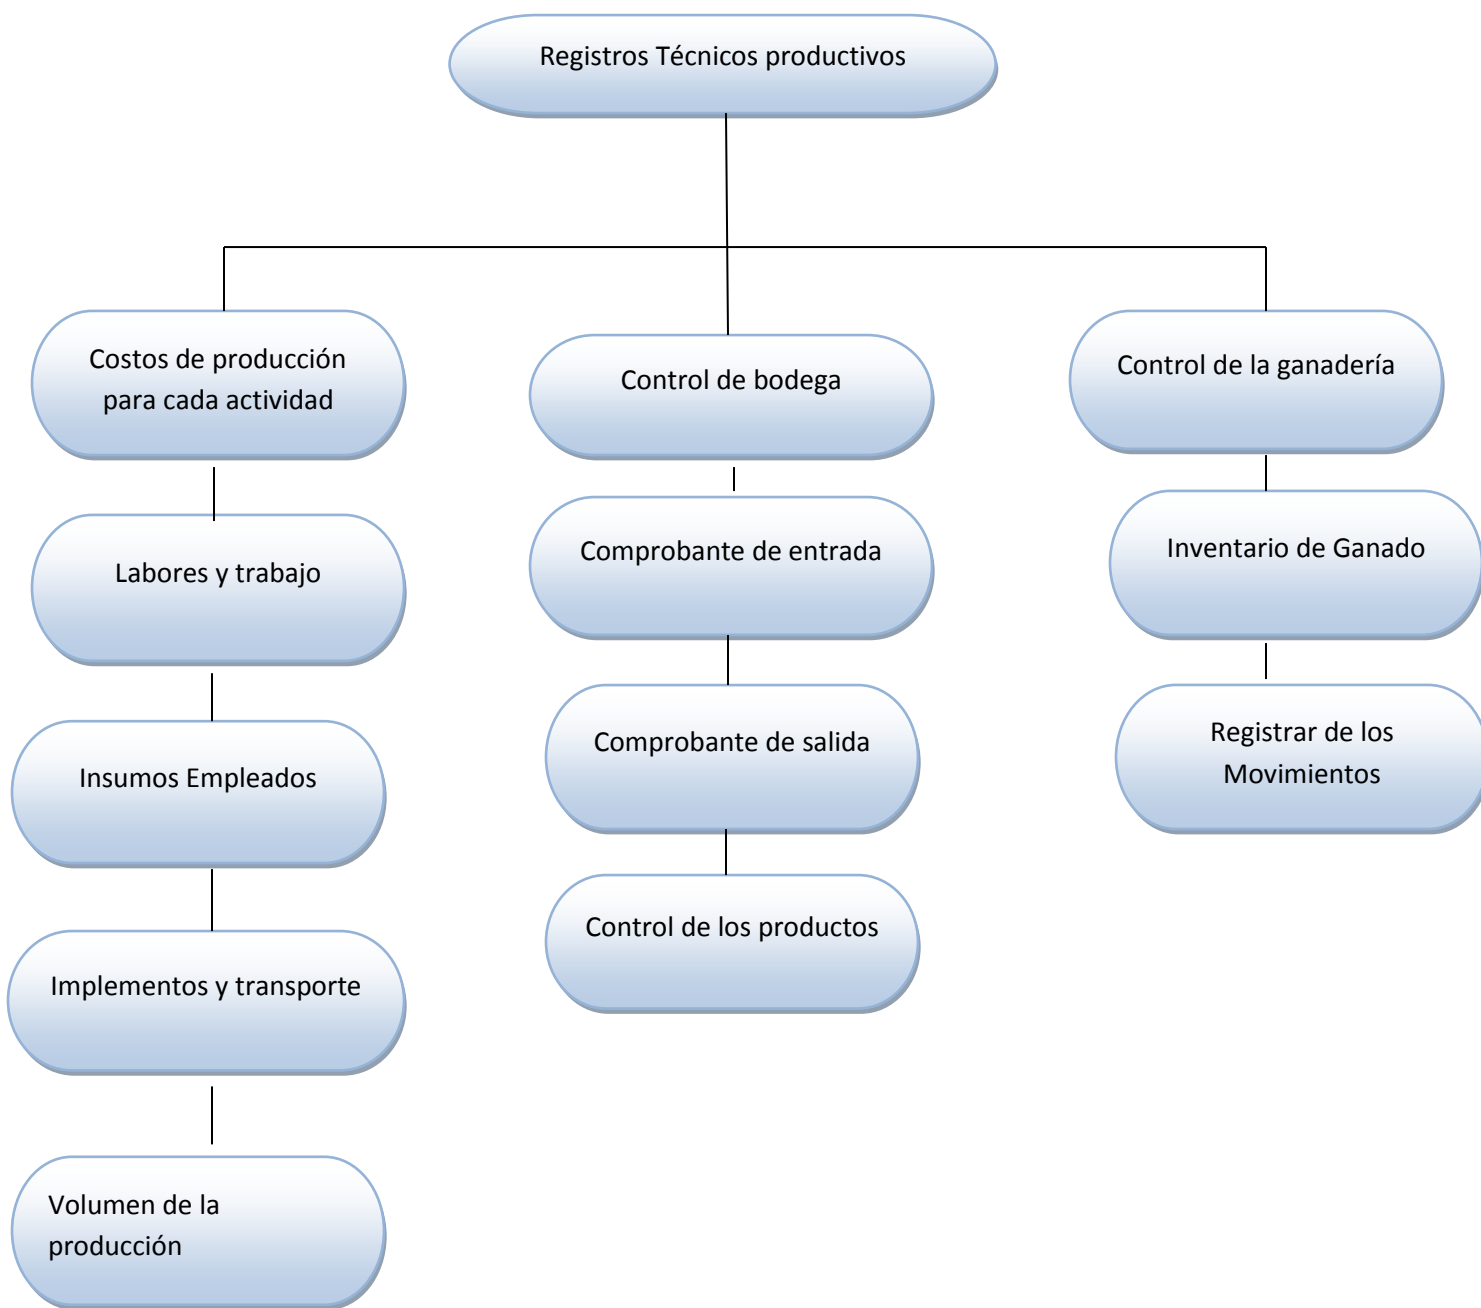 Registros Técnicos productivos
Costos de producción
para cada actividad
Labores y trabajo
Insumos Empleados
Implementos y transporte
Volumen de la
producción
Control de bodega
Comprobante de entrada
Comprobante de salida
Control de los productos
Control de la ganadería
Inventario de Ganado
Registrar de los
Movimientos